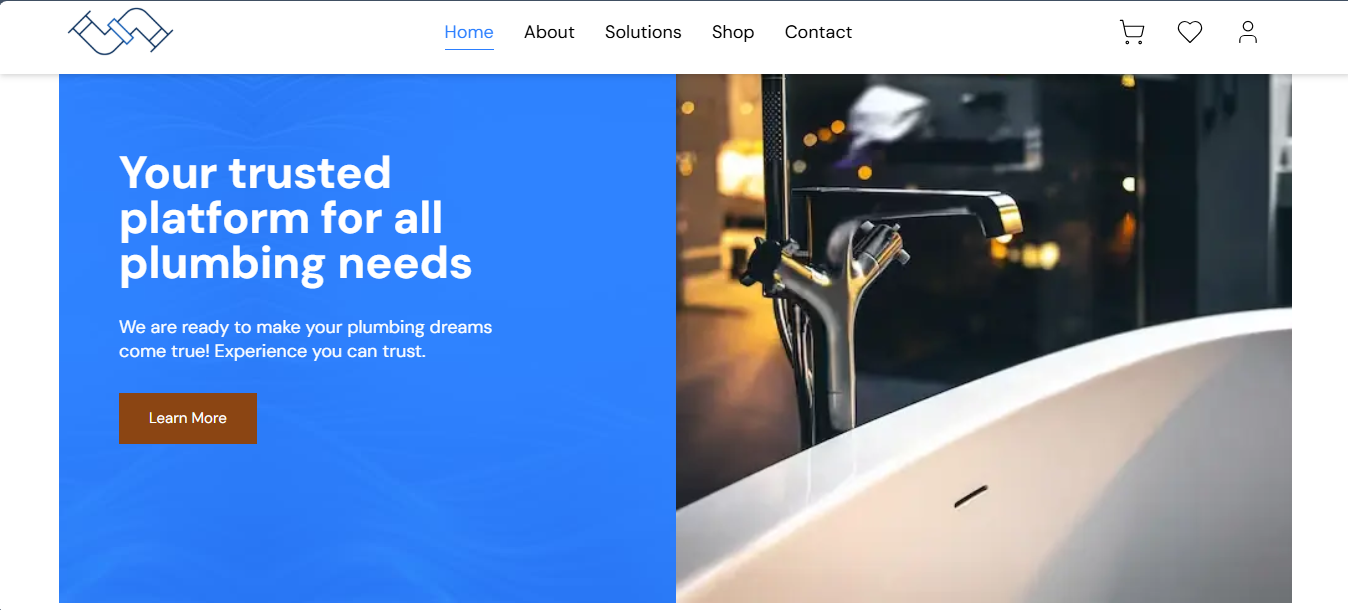 Home About Solutions Shop Contact
Your trusted
platform for all
plumbing needs
We are ready to make your plumbing dreams
come true! Experience you can trust.
Learn More